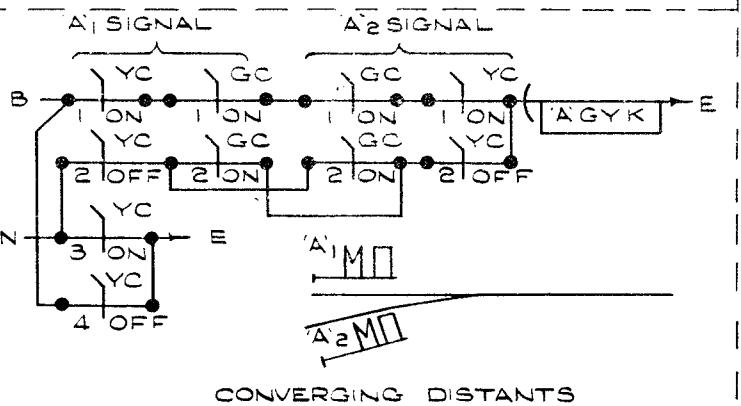 'A'1 SIGNAL 'A'2 SIGNAL
YC GC GC YC
B E
1 ON 1 ON 1 ON 1 ON 'A'GYK
YC GC GC YC
2 OFF 2 ON 2 ON 2 OFF
YC
N 3 ON E
YC
4 OFF
'A'1
'A'2
CONVERGING DISTANTS